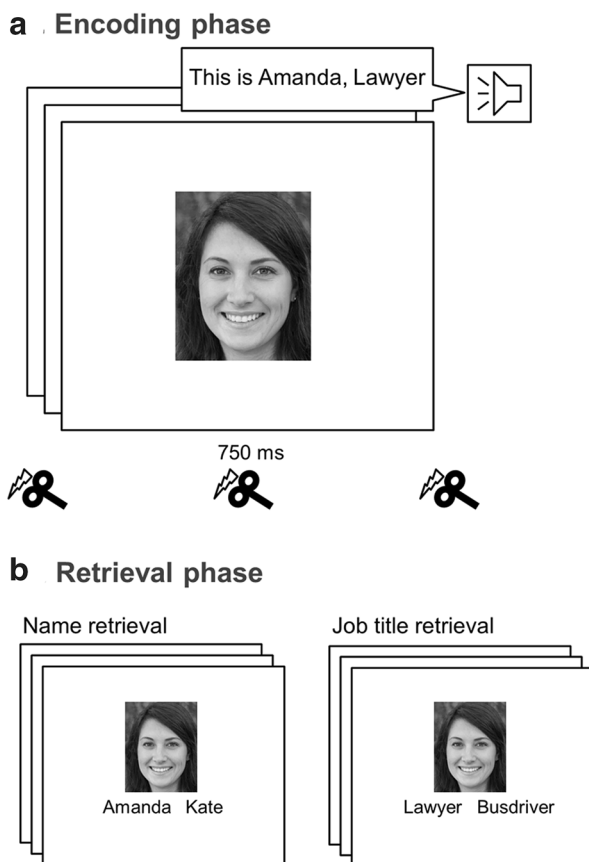 a Encoding phase
This is Amanda, Lawyer
750 ms
b Retrieval phase
Name retrieval
Amanda Kate
Job title retrieval
Lawyer Busdriver